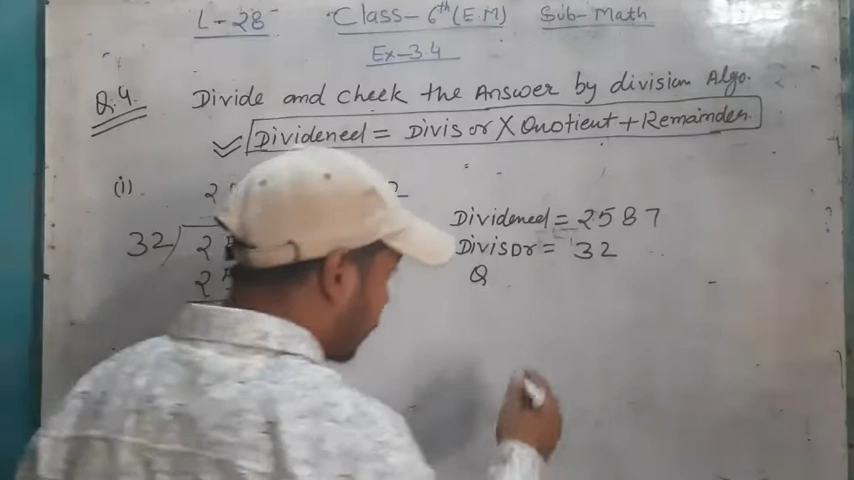 L-28 Class-6th (E.M) Sub-Math
Ex-3.4
Q.4. Divide and Cheek the Answer by division Algo.
Divideneel = Divisor X Quotient + Remainder.
(i)
32
Divideneel = 2587
Divisor = 32
Q